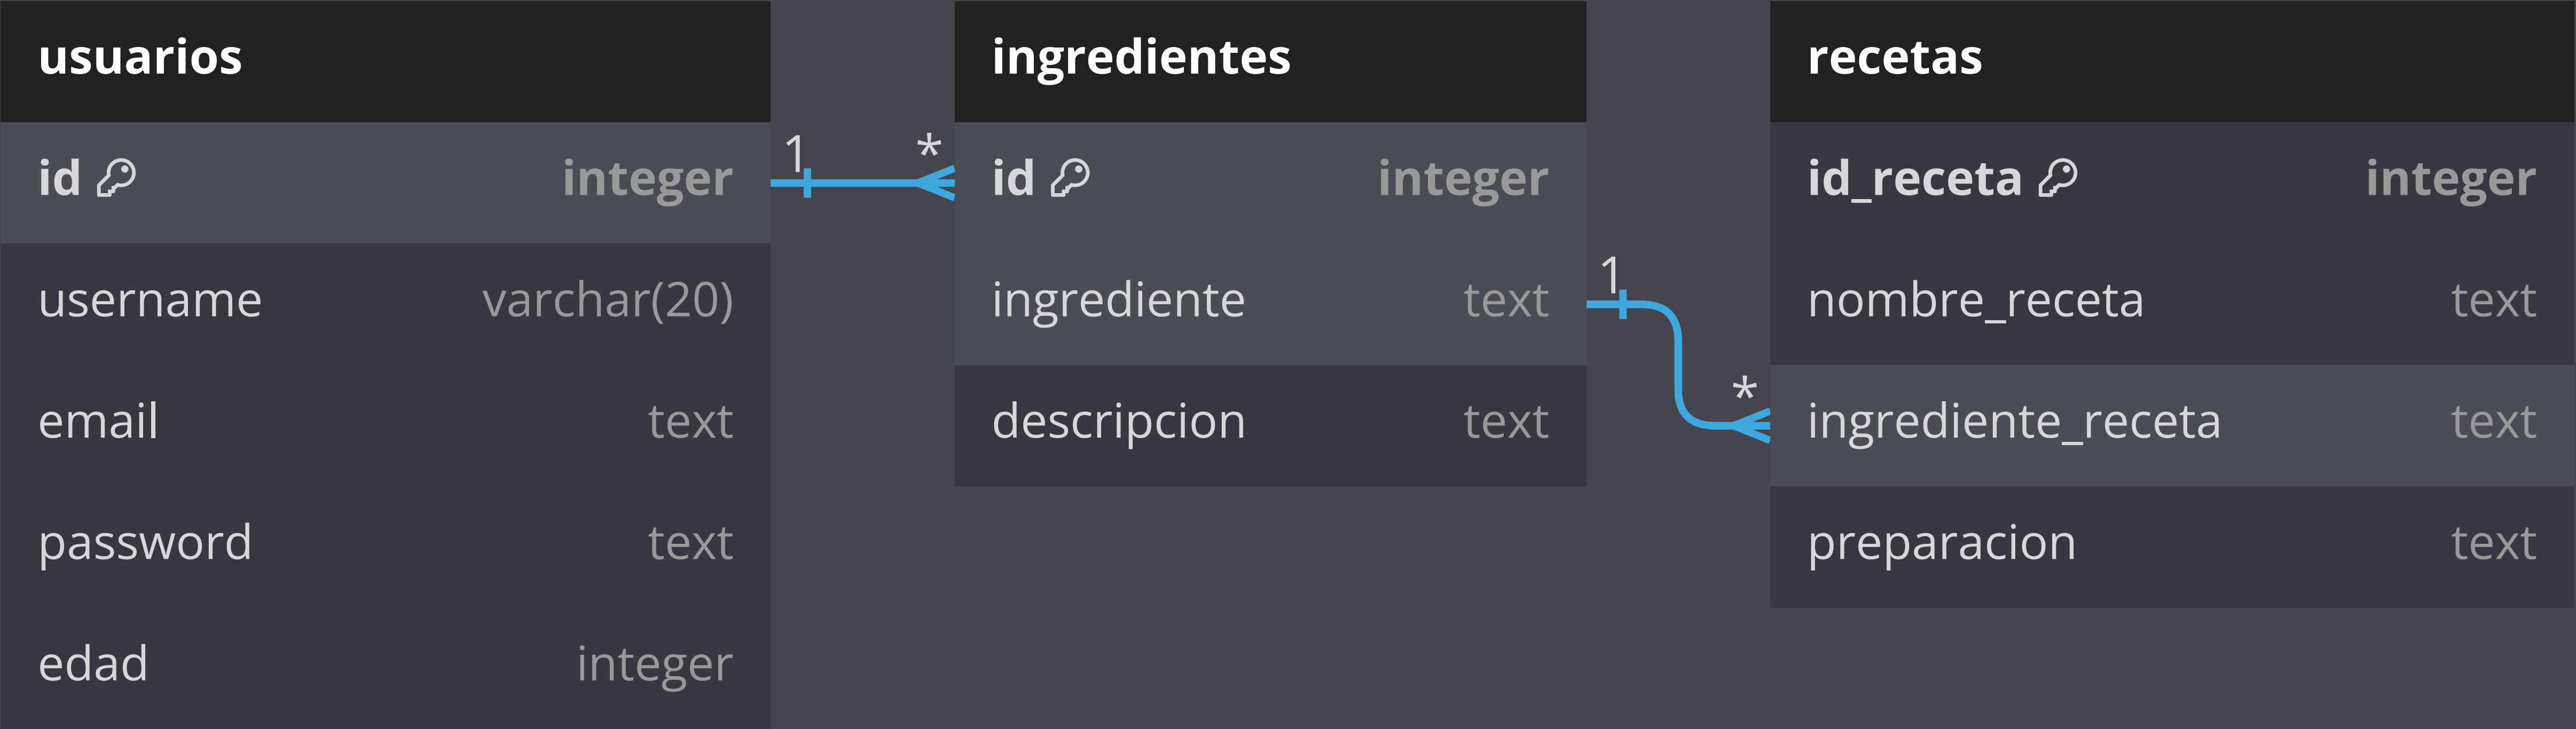 usuarios
id integer
username varchar(20)
email text
password text
edad integer
1 *
ingredientes
id integer
ingrediente text
descripcion text
1 *
recetas
id_receta integer
nombre_receta text
ingrediente_receta text
preparacion text